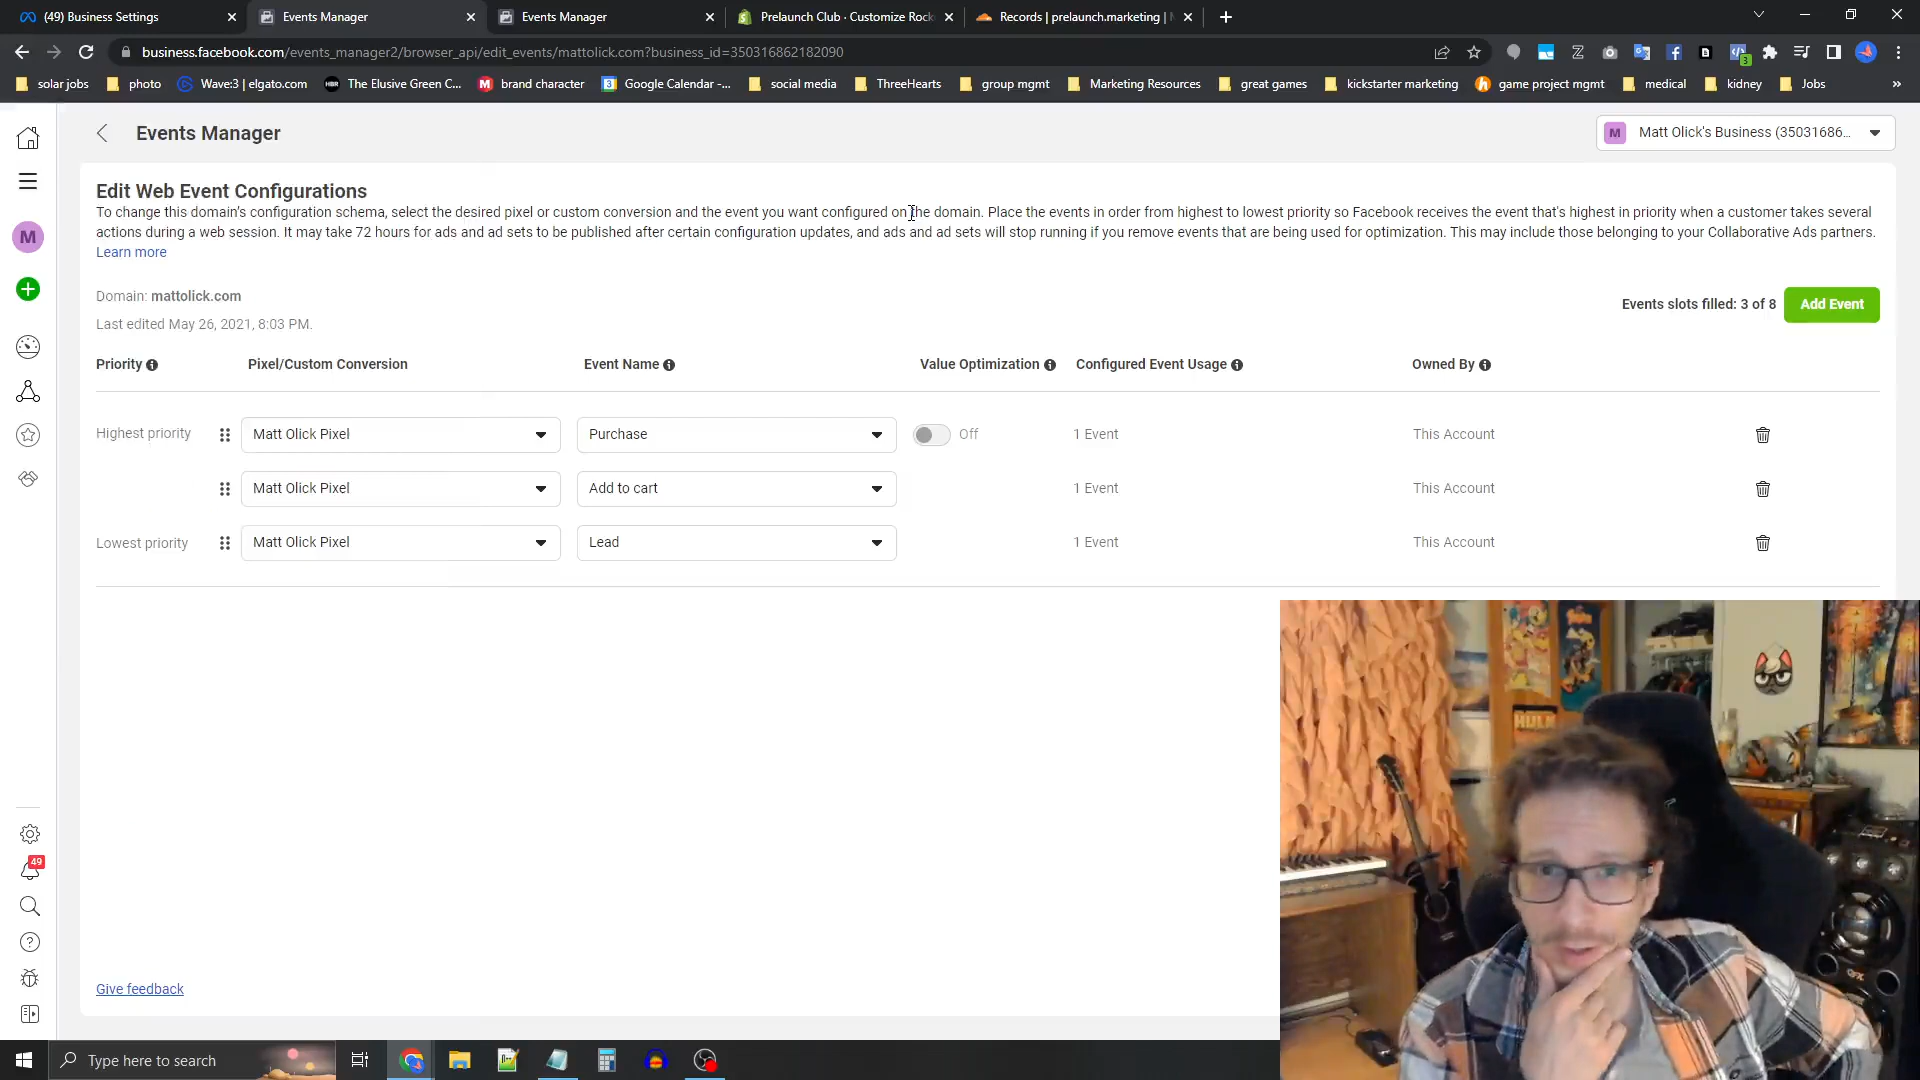 (49) Business Settings
Events Manager
Events Manager
Prelaunch Club · Customize Rock
Records | prelaunch.marketing |
business.facebook.com/events_manager2/browser_api/edit_events/mattolick.com?business_id=350316862182090
solar jobs
photo
Wave:3 | elgato.com
The Elusive Green C...
brand character
Google Calendar -...
social media
ThreeHearts
group mgmt
Marketing Resources
great games
kickstarter marketing
game project mgmt
medical
kidney
Jobs
Events Manager
M
Matt Olick's Business (35031686...
Edit Web Event Configurations
To change this domain's configuration schema, select the desired pixel or custom conversion and the event you want configured on the domain. Place the events in order from highest to lowest priority so Facebook receives the event that's highest in priority when a customer takes several
actions during a web session. It may take 72 hours for ads and ad sets to be published after certain configuration updates, and ads and ad sets will stop running if you remove events that are being used for optimization. This may include those belonging to your Collaborative Ads partners.
Learn more
M
Domain: mattolick.com
Last edited May 26, 2021, 8:03 PM.
Events slots filled: 3 of 8
Add Event
Priority
Pixel/Custom Conversion
Event Name
Value Optimization
Configured Event Usage
Owned By
Highest priority
Matt Olick Pixel
Purchase
Off
1 Event
This Account
Matt Olick Pixel
Add to cart
1 Event
This Account
Lowest priority
Matt Olick Pixel
Lead
1 Event
This Account
HULK
49
Give feedback
Type here to search